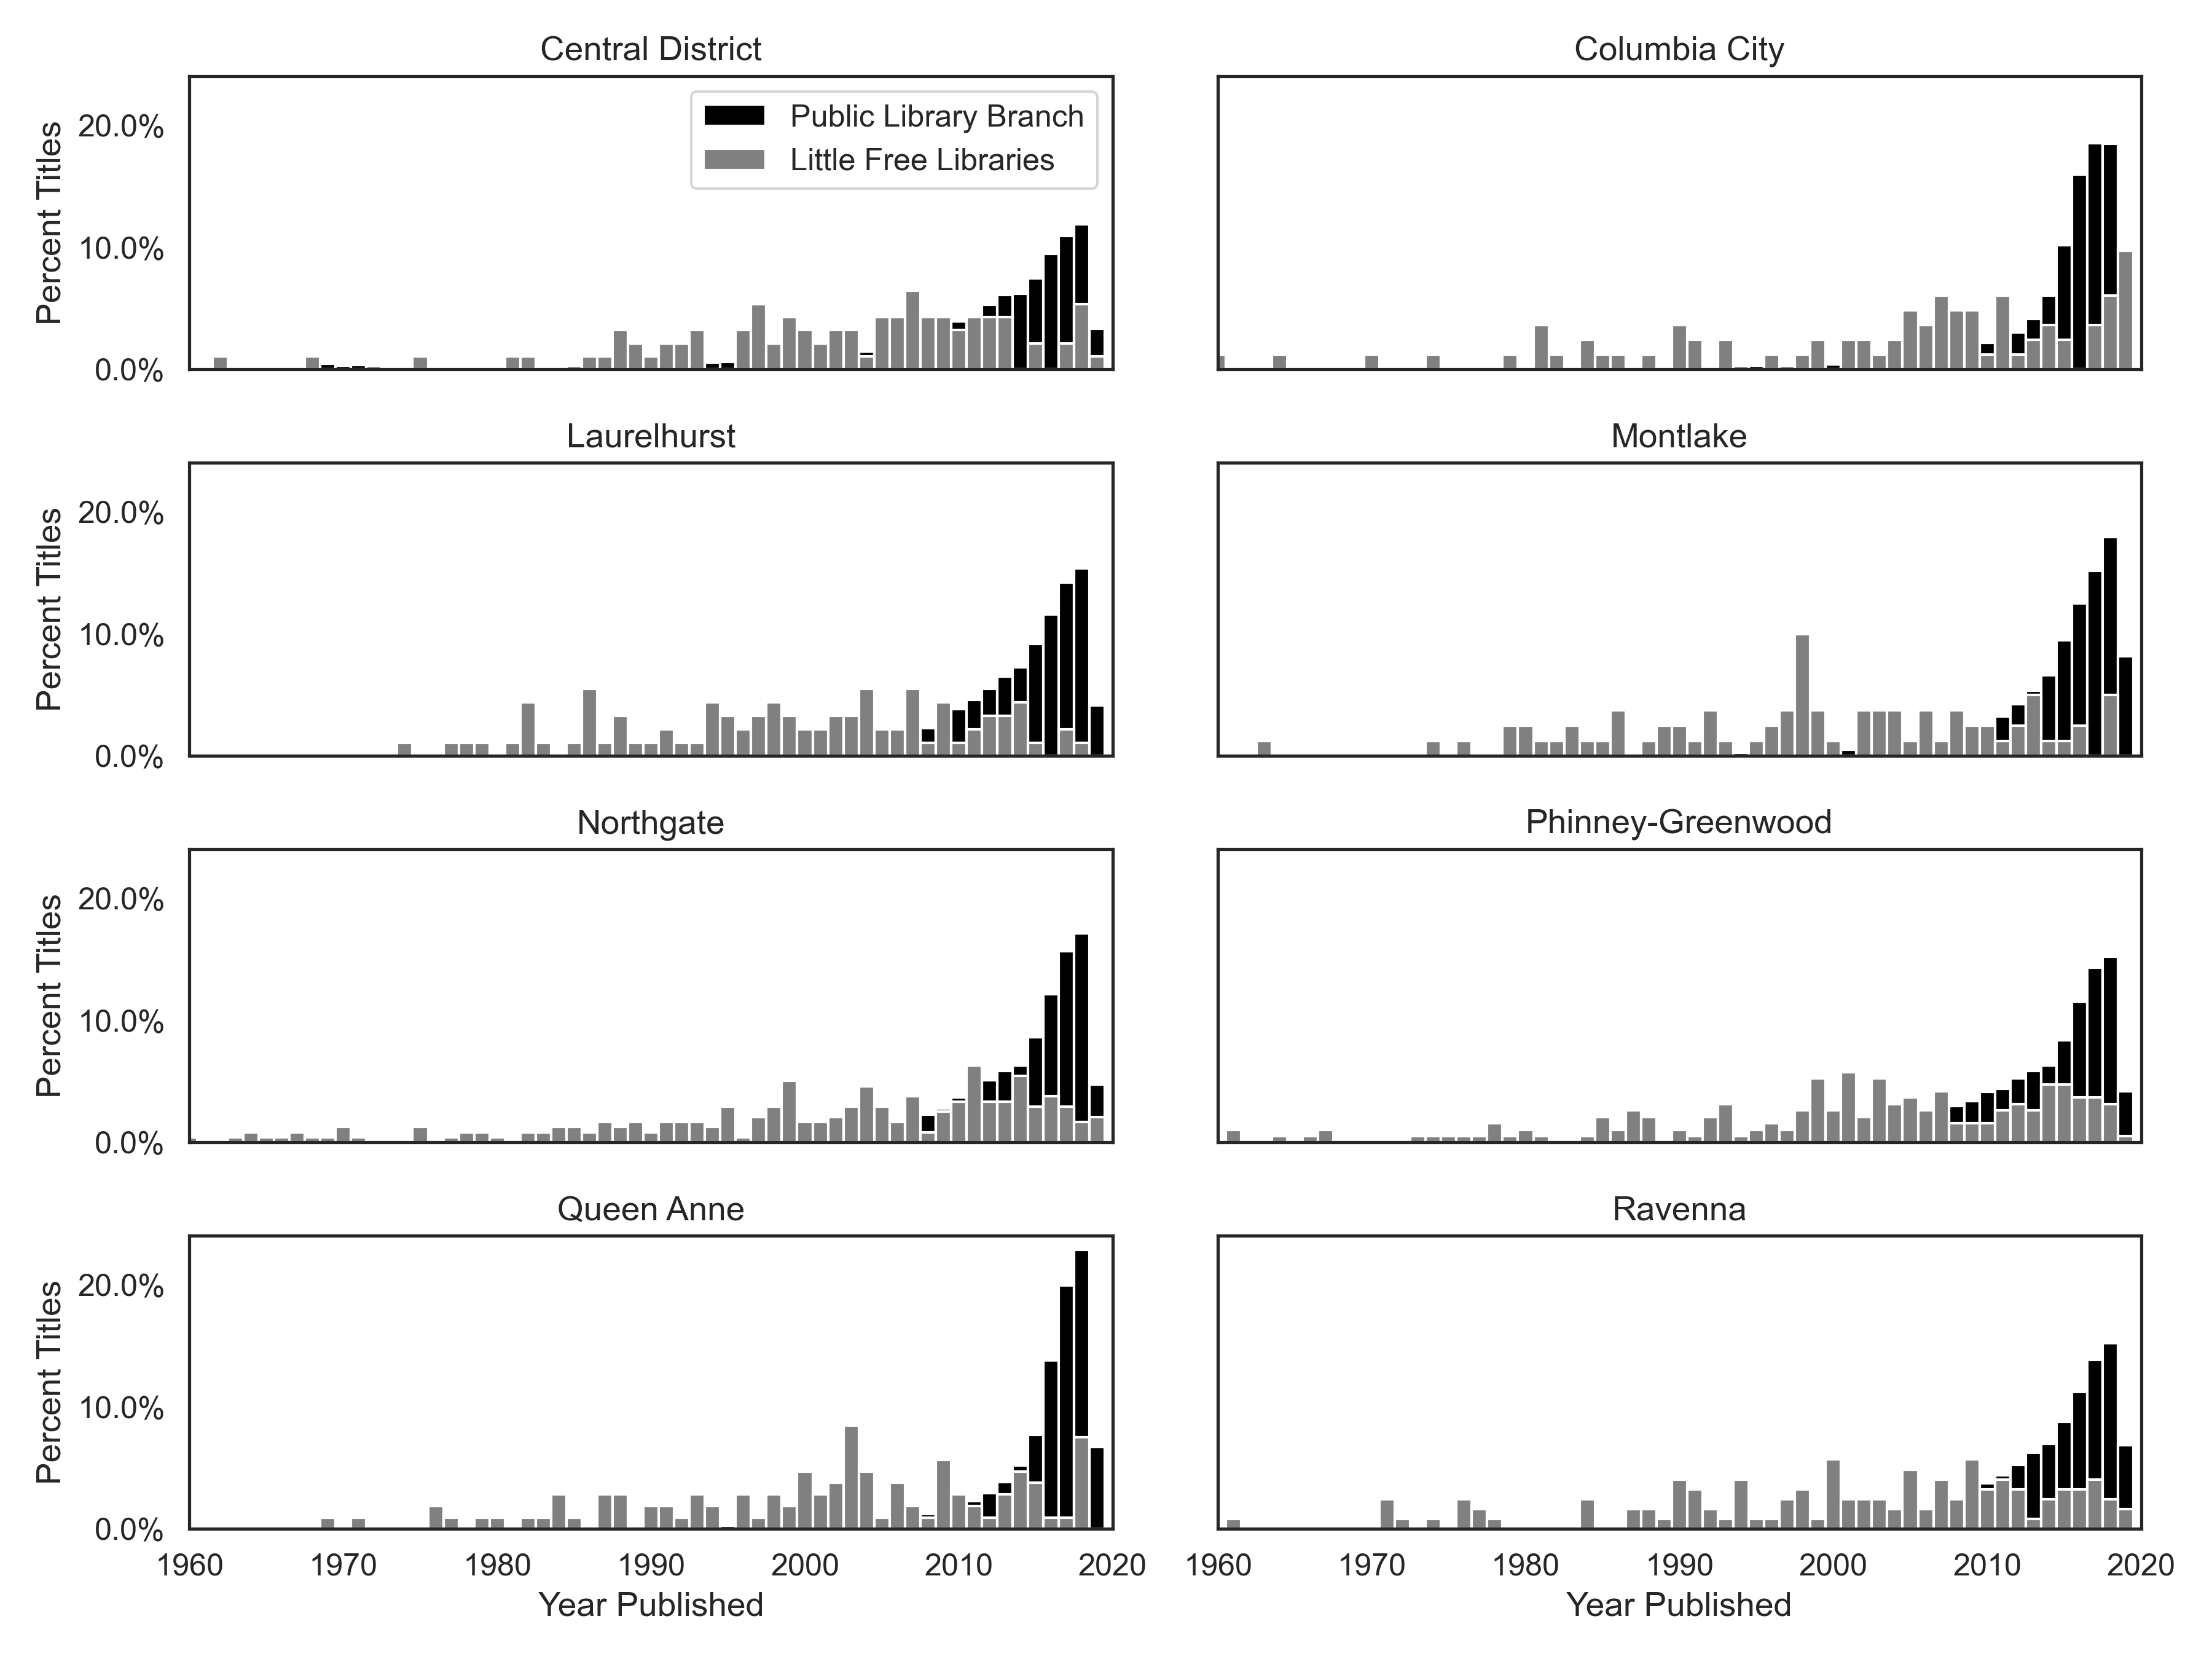 Central District
Columbia City
Percent Titles
20.0%
10.0%
0.0%
Public Library Branch
Little Free Libraries
Laurelhurst
Montlake
Percent Titles
20.0%
10.0%
0.0%
Northgate
Phinney-Greenwood
Percent Titles
20.0%
10.0%
0.0%
Queen Anne
Ravenna
Percent Titles
20.0%
10.0%
0.0%
1960 1970 1980 1990 2000 2010 2020
1960 1970 1980 1990 2000 2010 2020
Year Published
Year Published